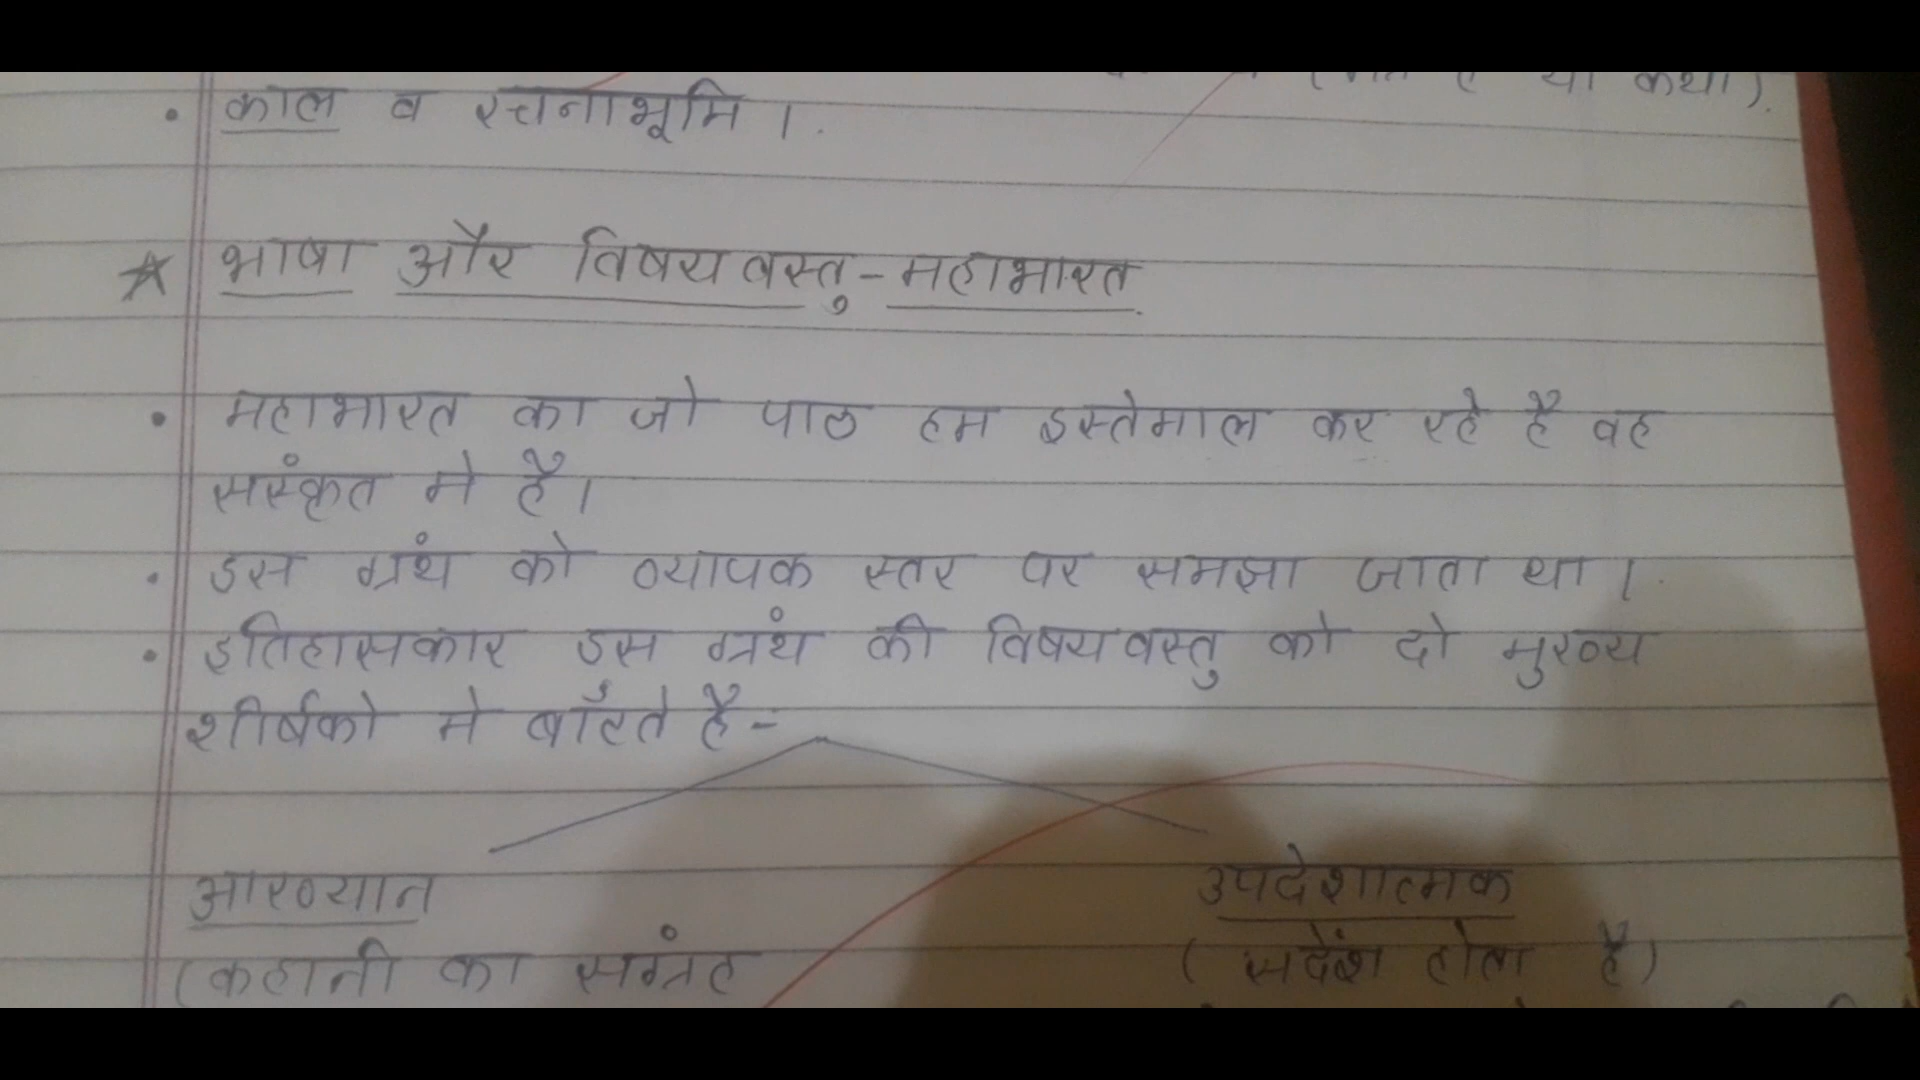 या कथा).
• काल व रचनाभूमि ।
☆ भाषा और विषयवस्तु - महाभारत.
• महाभारत का जो पाठ हम इस्तेमाल कर रहे है वह
संस्कृत मे है ।
• इस ग्रंथ को व्यापक स्तर पर समझा जाता था ।
• इतिहासकार इस ग्रंथ की विषयवस्तु को दो मुख्य
शीर्षको मे बाँटते है -
आख्यान उपदेशात्मक
(कहानी का संग्रह ( संदेश होता है)